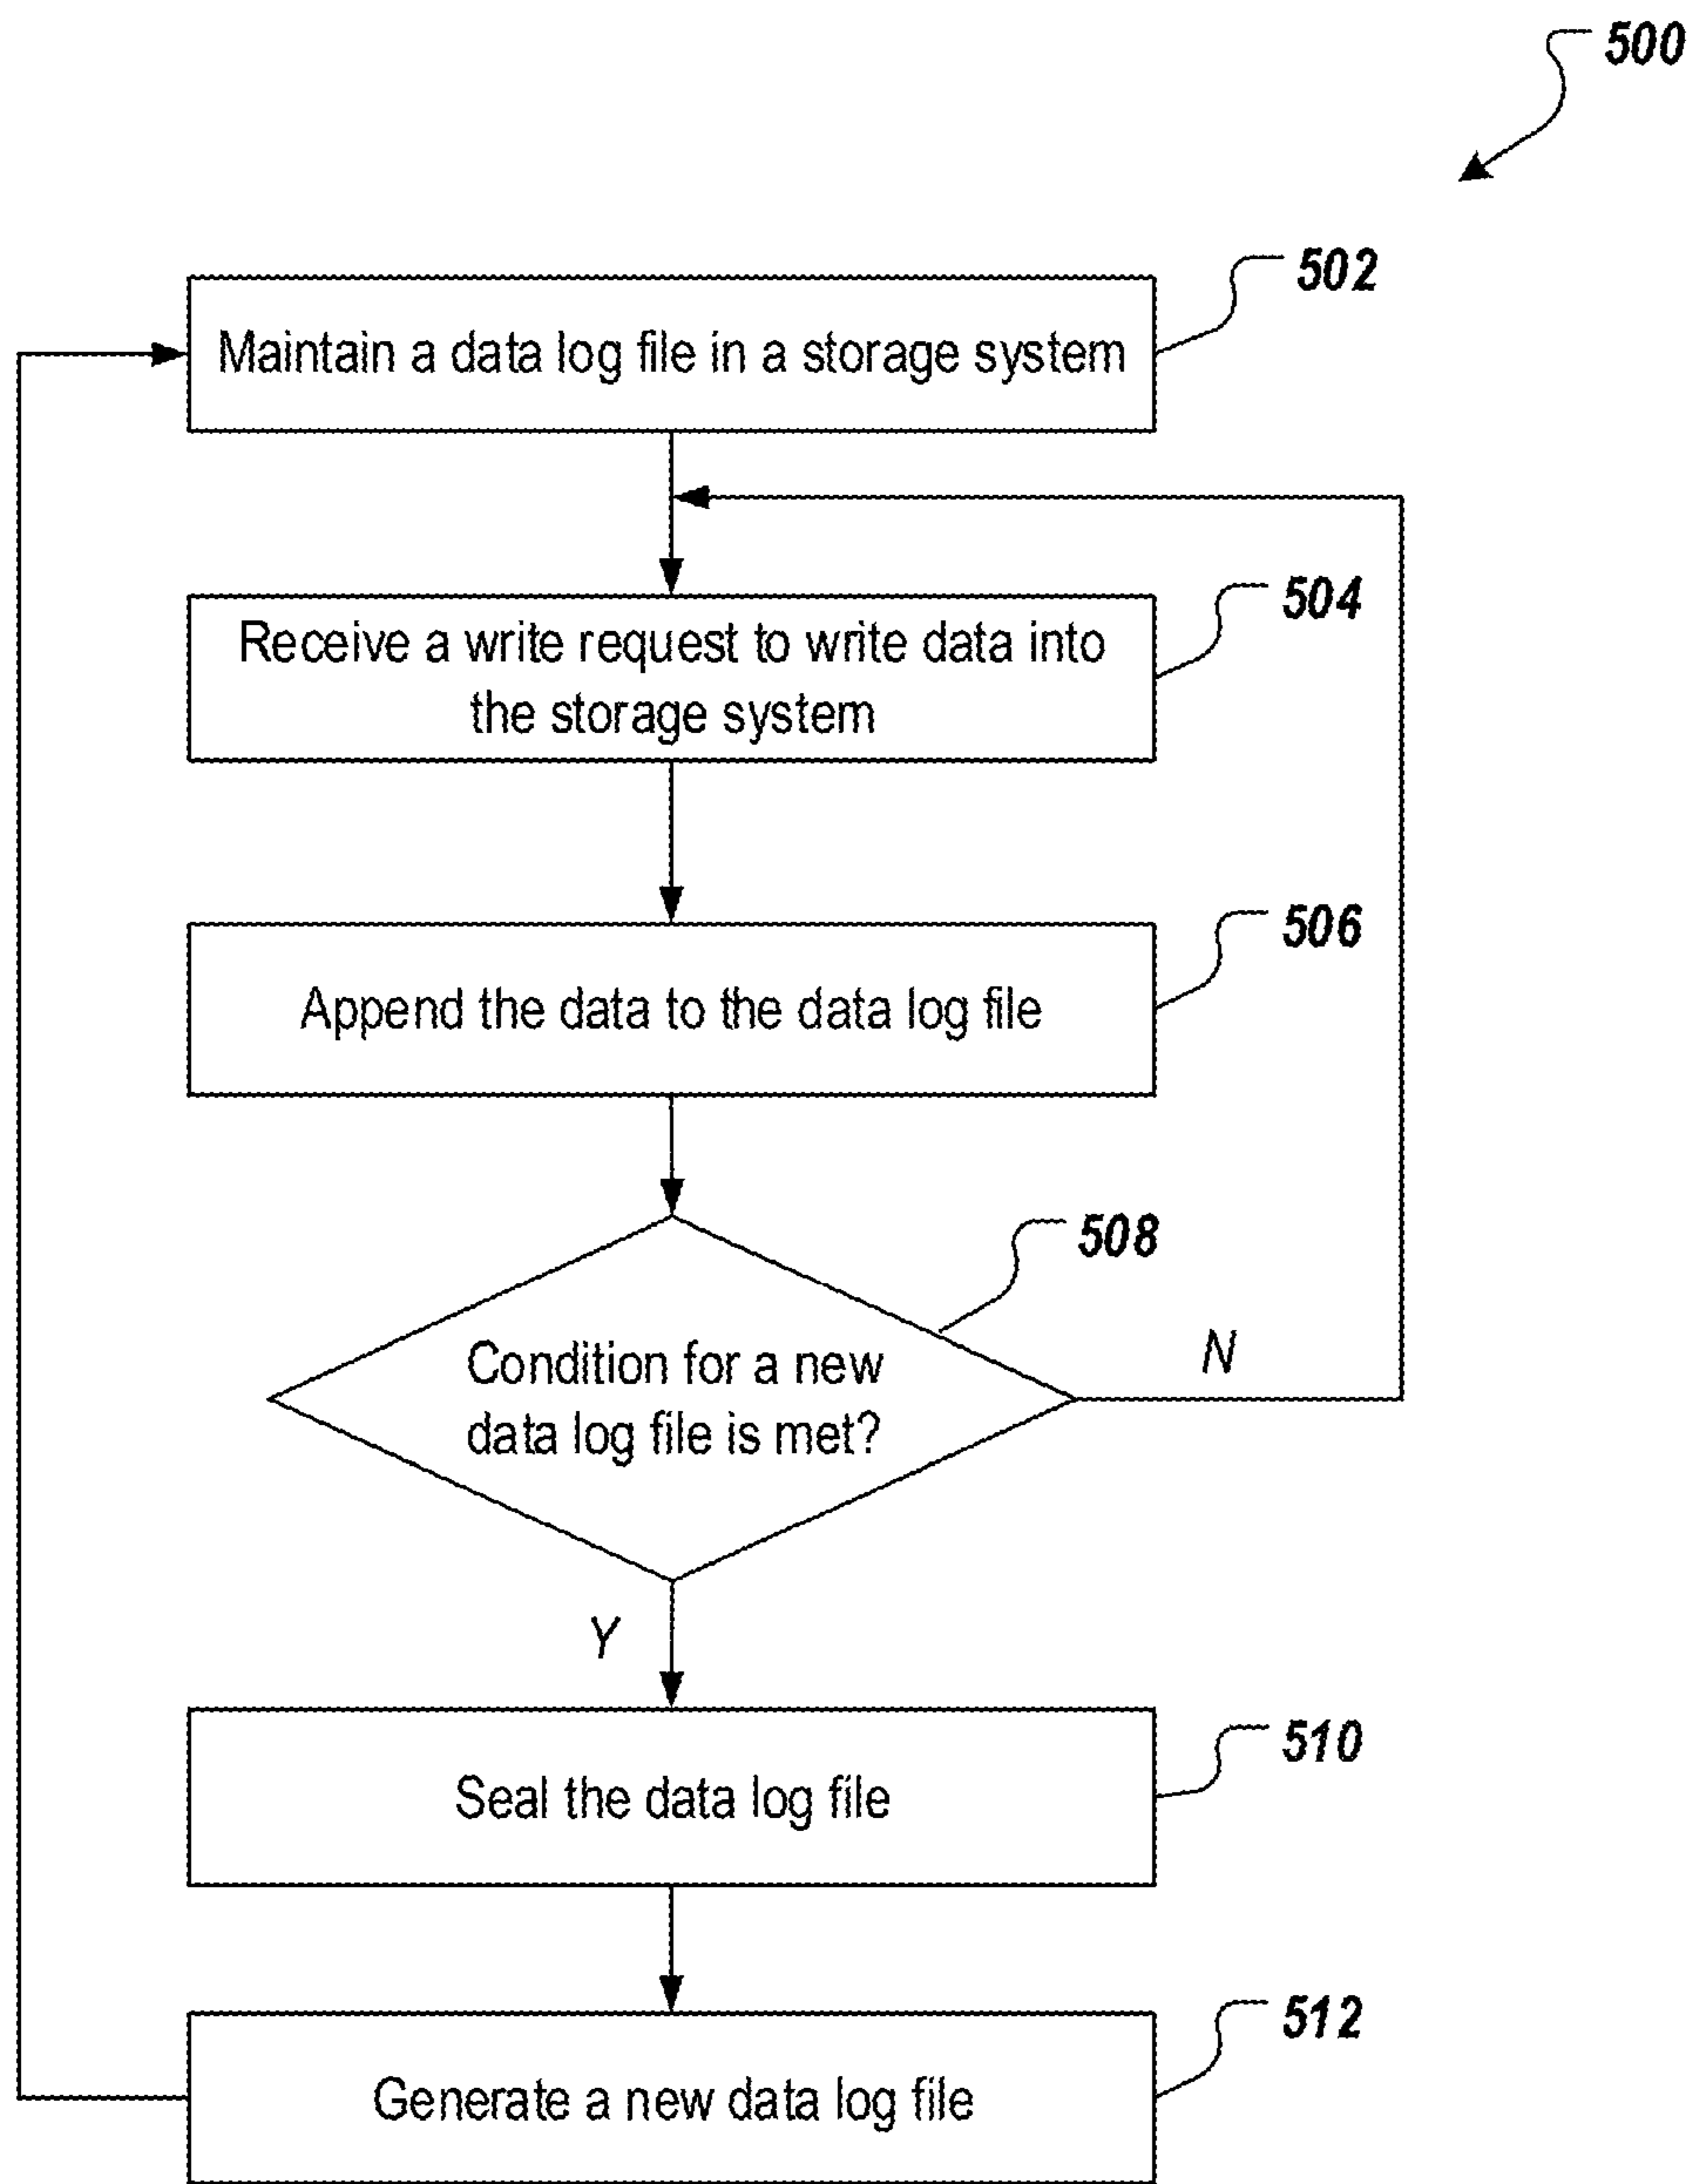 500
502
Maintain a data log file in a storage system
504
Receive a write request to write data into
the storage system
506
Append the data to the data log file
508
Condition for a new
data log file is met?
N
Y
510
Seal the data log file
512
Generate a new data log file